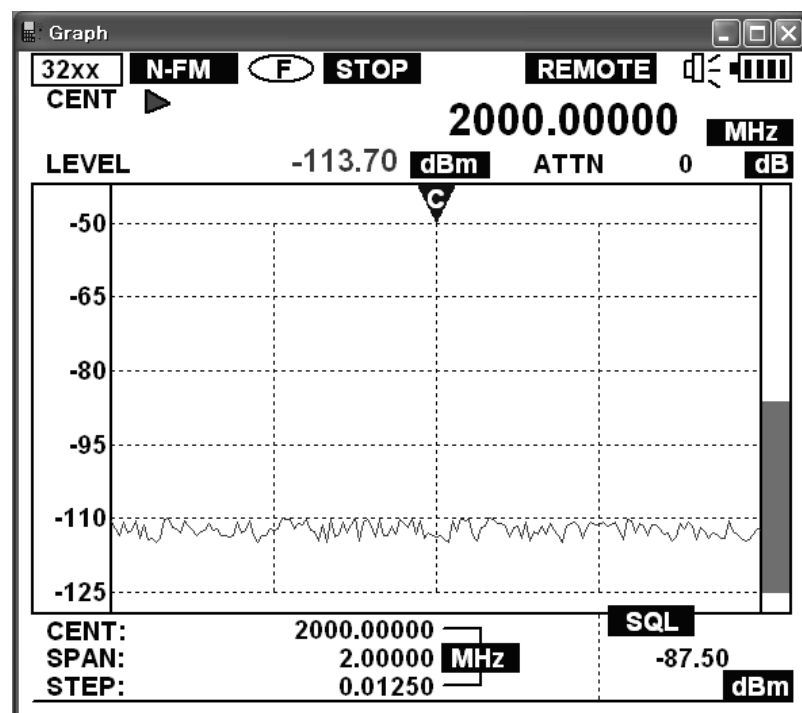 Graph
32xx N-FM F STOP REMOTE
CENT 2000.00000 MHz
LEVEL -113.70 dBm ATTN 0 dB
C
-50
-65
-80
-95
-110
-125
CENT: 2000.00000
SPAN: 2.00000 MHz
STEP: 0.01250
SQL
-87.50
dBm